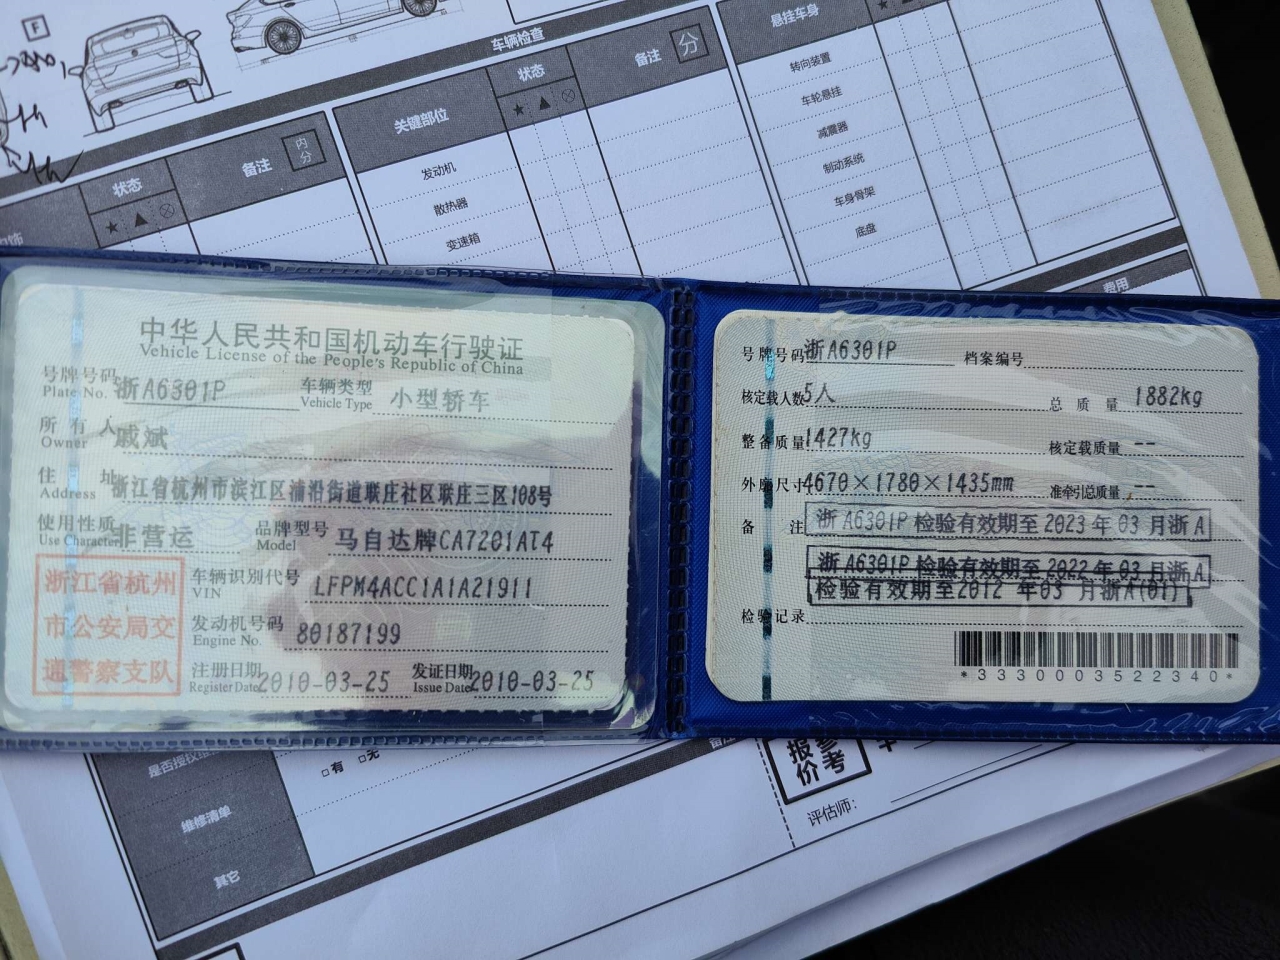 F
车辆检查
状态
备注
内分
★ ▲ ⊗
关键部位
状态
备注
分
★ ▲ ⊗
发动机
散热器
变速箱
悬挂车身
转向装置
车轮悬挂
减震器
制动系统
车身骨架
底盘
费用
中华人民共和国机动车行驶证
Vehicle License of the People's Republic of China
号牌号码 浙A6301P 车辆类型 小型轿车
Plate No. Vehicle Type
所有人 戚斌
Owner
住址 浙江省杭州市滨江区浦沿街道联庄社区联庄三区108号
Address
使用性质 非营运 品牌型号 马自达牌CA7201AT4
Use Character Model
浙江省杭州
市公安局交
通警察支队
车辆识别代号 LFPM4ACC1A1A21911
VIN
发动机号码 80187199
Engine No.
注册日期 2010-03-25 发证日期 2010-03-25
Register Date Issue Date
号牌号码 浙A6301P 档案编号
核定载人数 5人 总质量 1882kg
整备质量 1427kg 核定载质量 --
外廓尺寸 4670×1780×1435mm 准牵引总质量 --
备注 浙A6301P 检验有效期至2023年03月浙A
浙A6301P 检验有效期至2022年03月浙A
检验有效期至2012 年03 月浙A(01)
检验记录
*3330003522340*
□有 □无
维修清单
其它
报价参考
评估师: